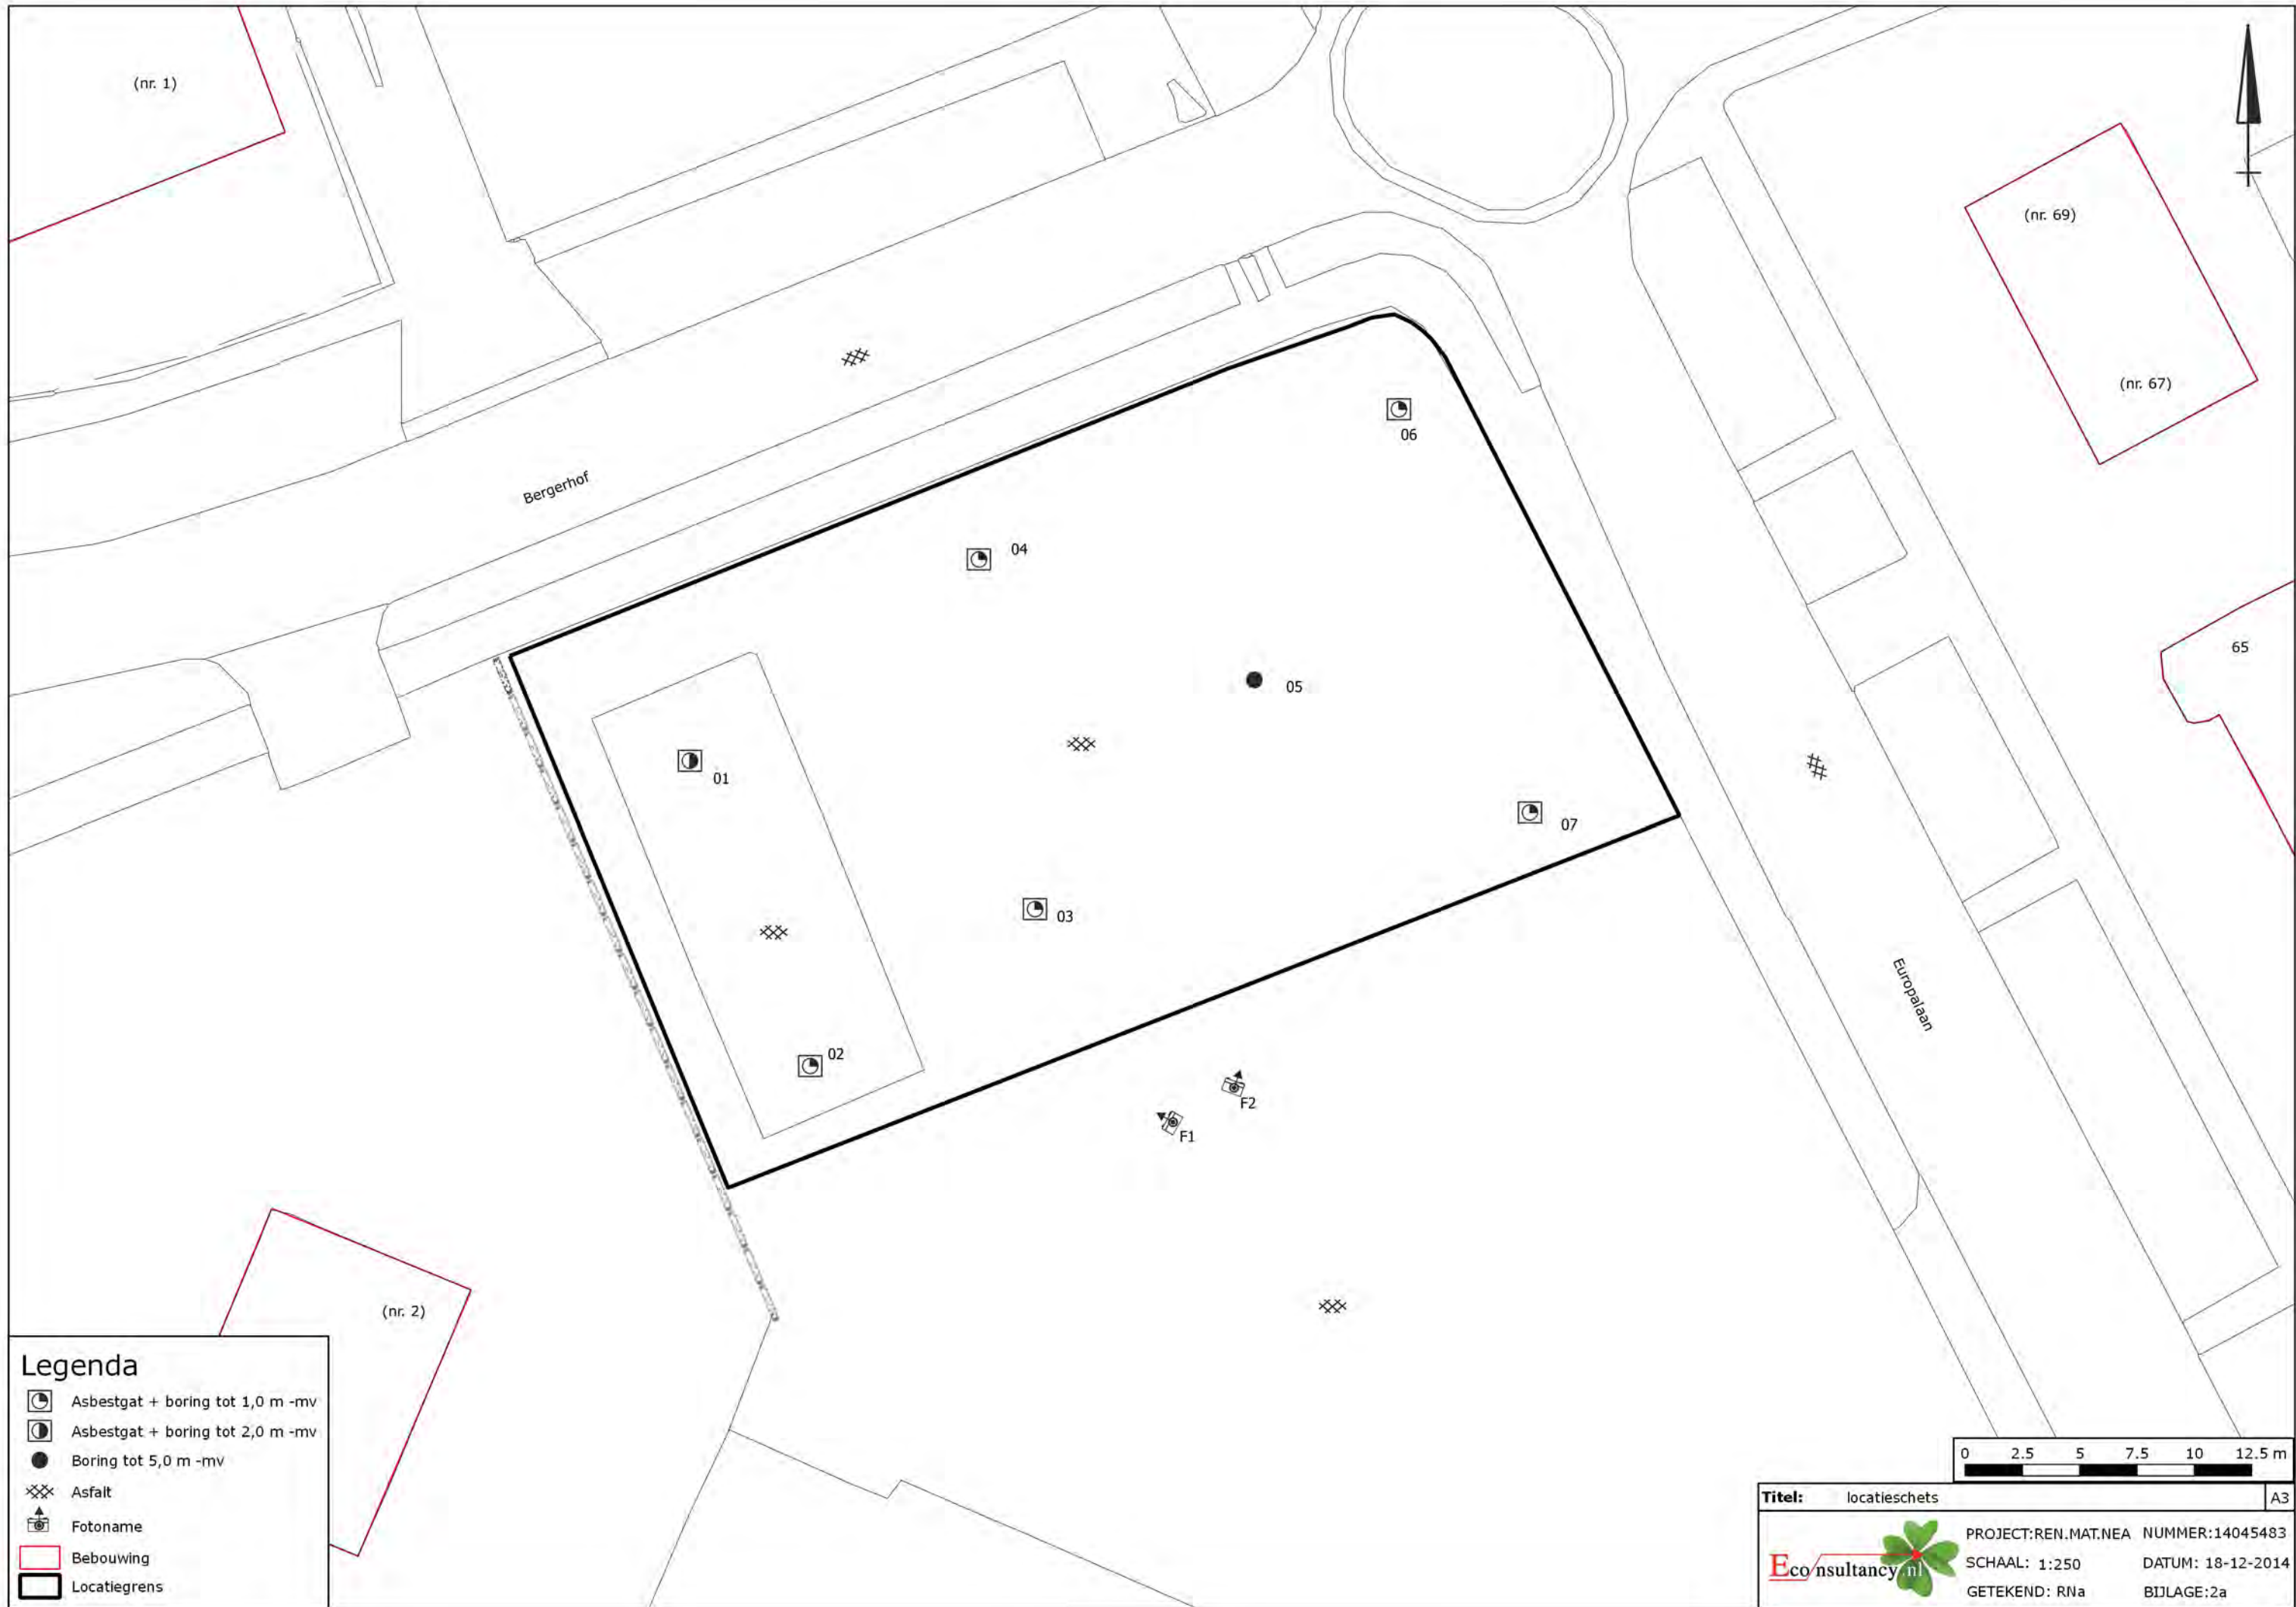 (nr. 1)
(nr. 69)
(nr. 67)
06
Bergerhof
04
65
05
01
07
03
Europalaan
02
F2
F1
(nr. 2)
Legenda
Asbestgat + boring tot 1,0 m -mv
Asbestgat + boring tot 2,0 m -mv
Boring tot 5,0 m -mv
Asfalt
Fotoname
Bebouwing
Locatiegrens
0 2.5 5 7.5 10 12.5 m
Titel: locatieschets A3
Econsultancy.nl
PROJECT:REN.MAT.NEA NUMMER:14045483
SCHAAL: 1:250 DATUM: 18-12-2014
GETEKEND: RNa BIJLAGE:2a